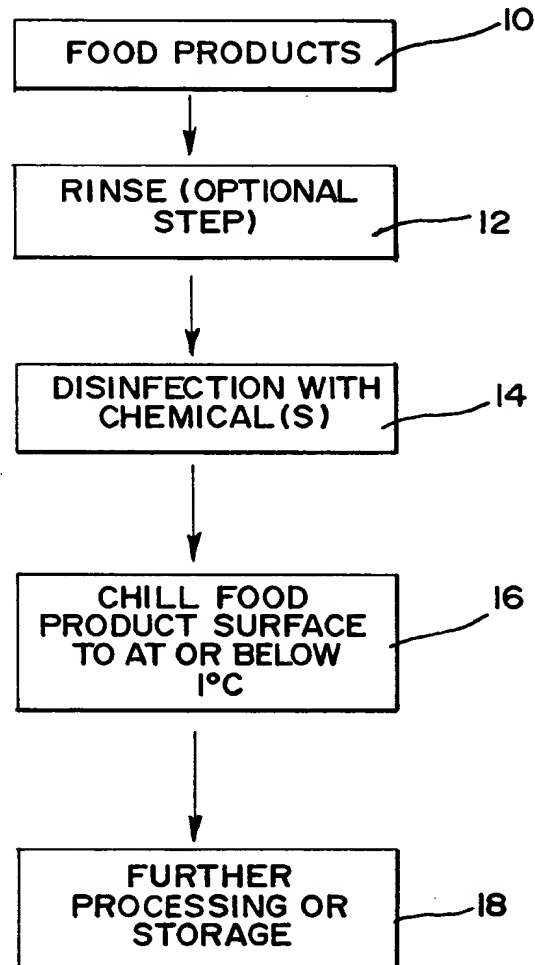 10
FOOD PRODUCTS
RINSE (OPTIONAL
STEP)
12
DISINFECTION WITH
CHEMICAL(S)
14
CHILL FOOD
PRODUCT SURFACE
TO AT OR BELOW
1°C
16
FURTHER
PROCESSING OR
STORAGE
18